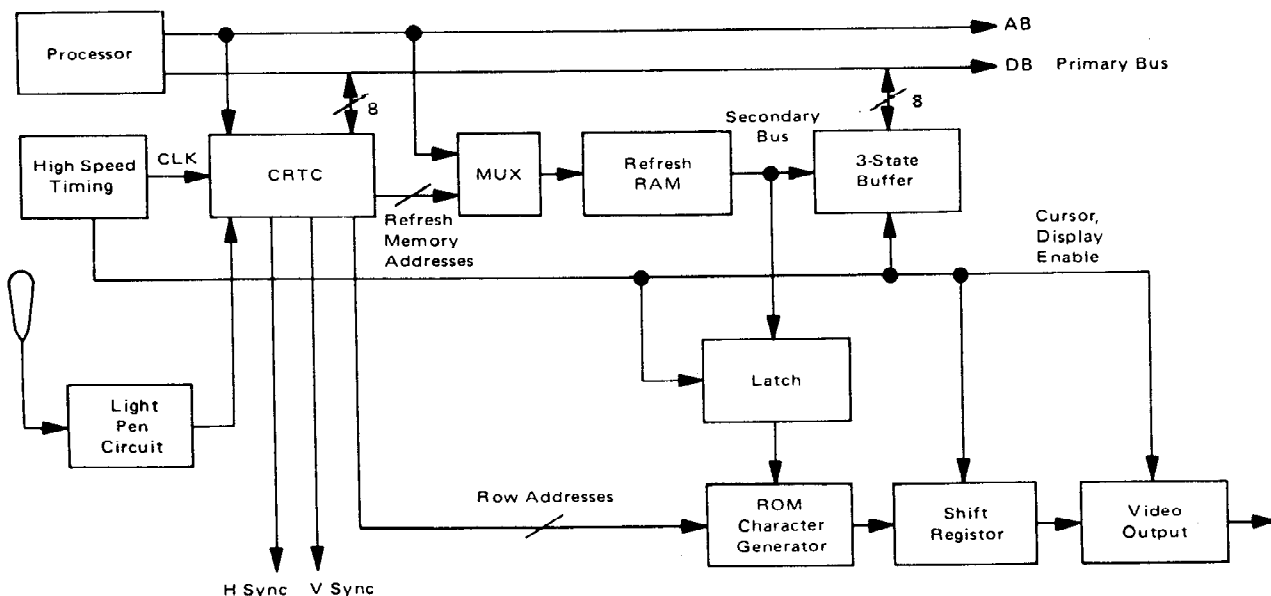 AB
Processor
DB Primary Bus
8
8
Secondary
Bus
High Speed
Timing
CLK
CRTC
MUX
Refresh
RAM
3-State
Buffer
Refresh
Memory
Addresses
Cursor,
Display
Enable
Latch
Light
Pen
Circuit
Row Addresses
ROM
Character
Generator
Shift
Registor
Video
Output
H Sync V Sync